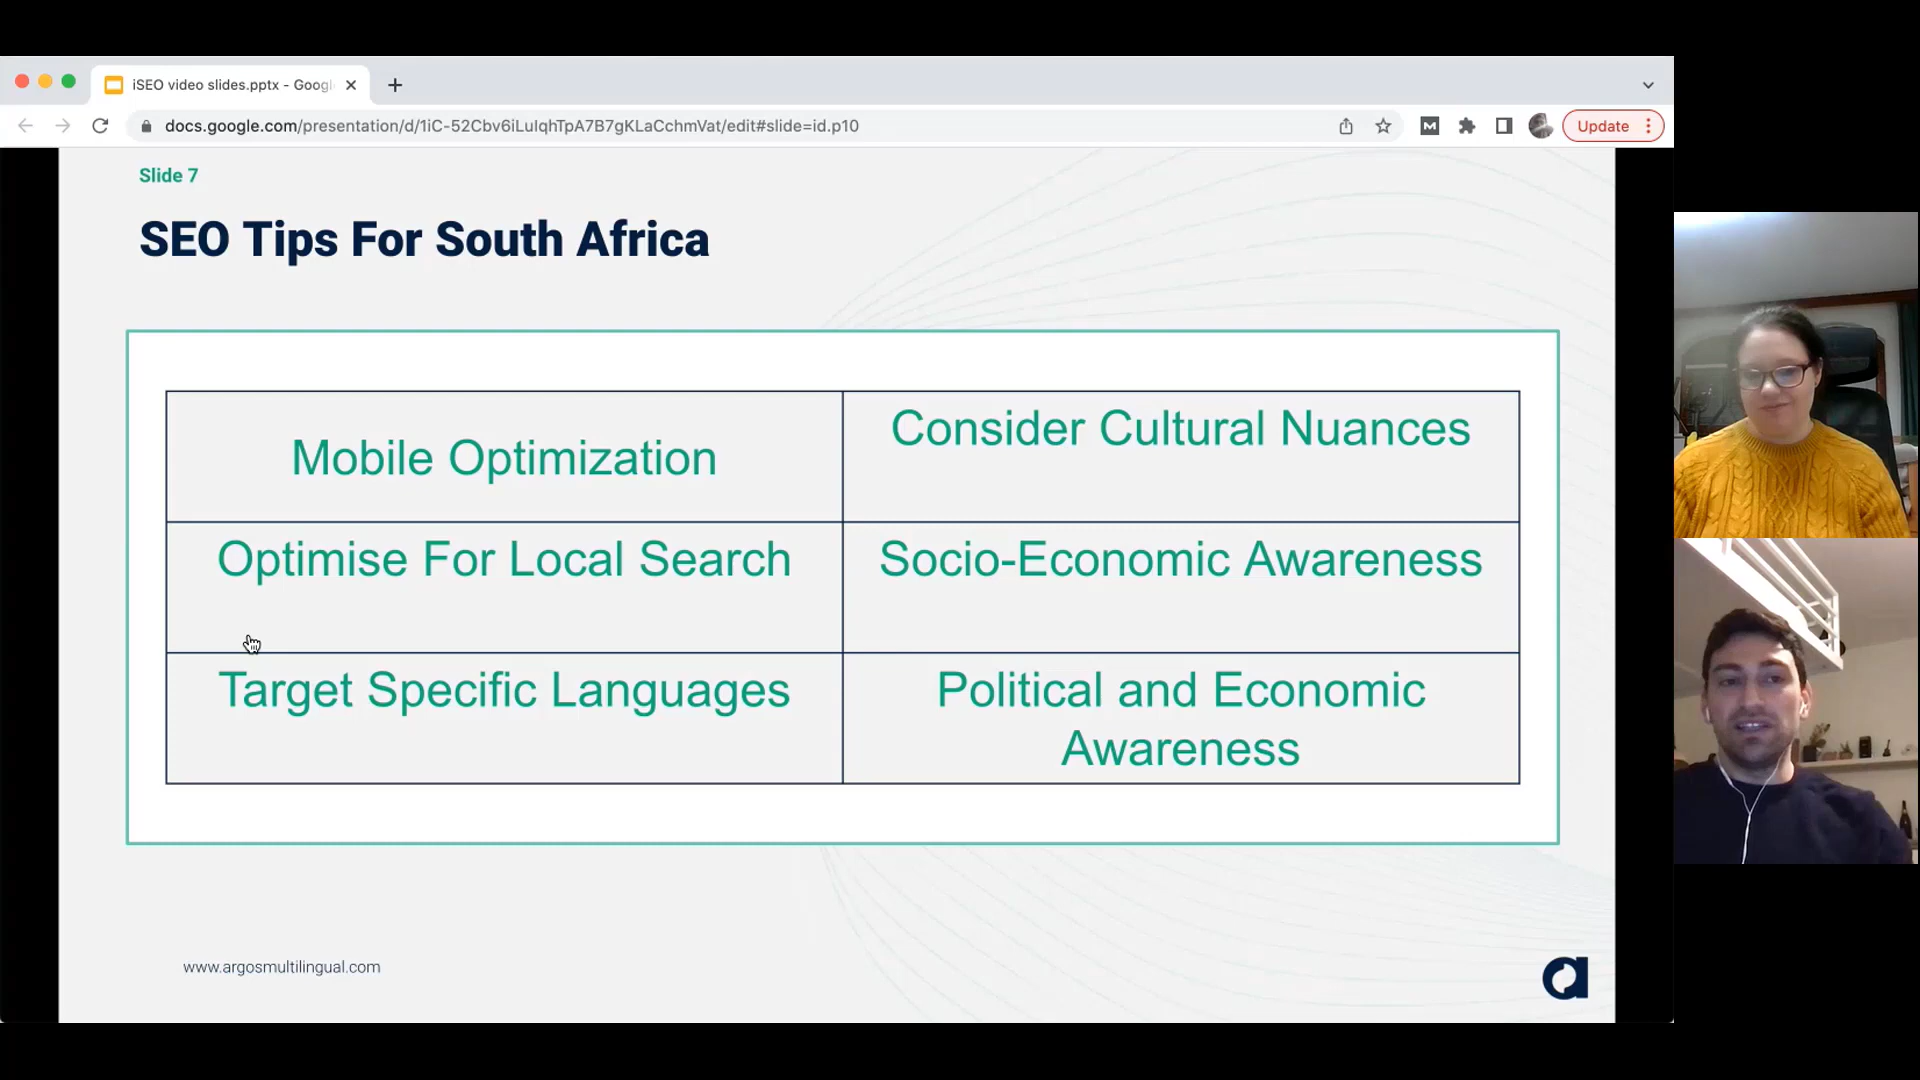 iSEO video slides.pptx - Googl
docs.google.com/presentation/d/1iC-52Cbv6iLuIqhTpA7B7gKLaCchmVat/edit#slide=id.p10
Update
Slide 7
SEO Tips For South Africa
Mobile Optimization
Consider Cultural Nuances
Optimise For Local Search
Socio-Economic Awareness
Target Specific Languages
Political and Economic
Awareness
www.argosmultilingual.com